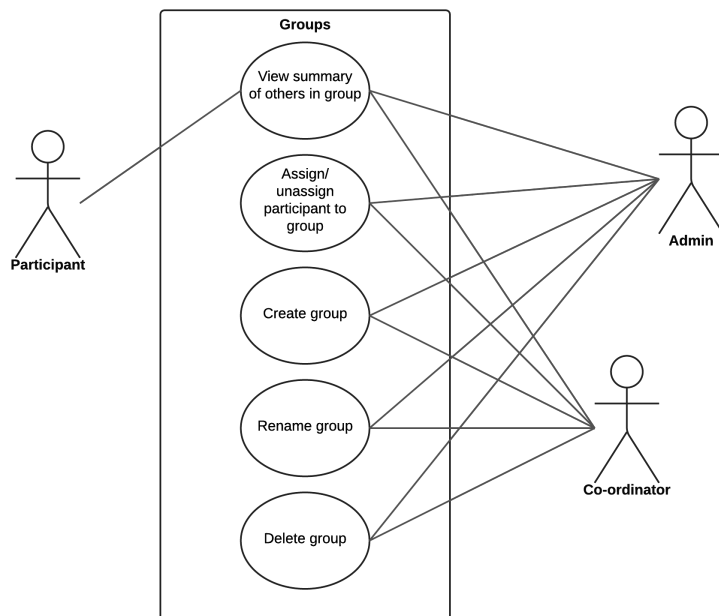 Groups
View summary
of others in group
Assign/
unassign
participant to
group
Create group
Rename group
Delete group
Participant
Admin
Co-ordinator